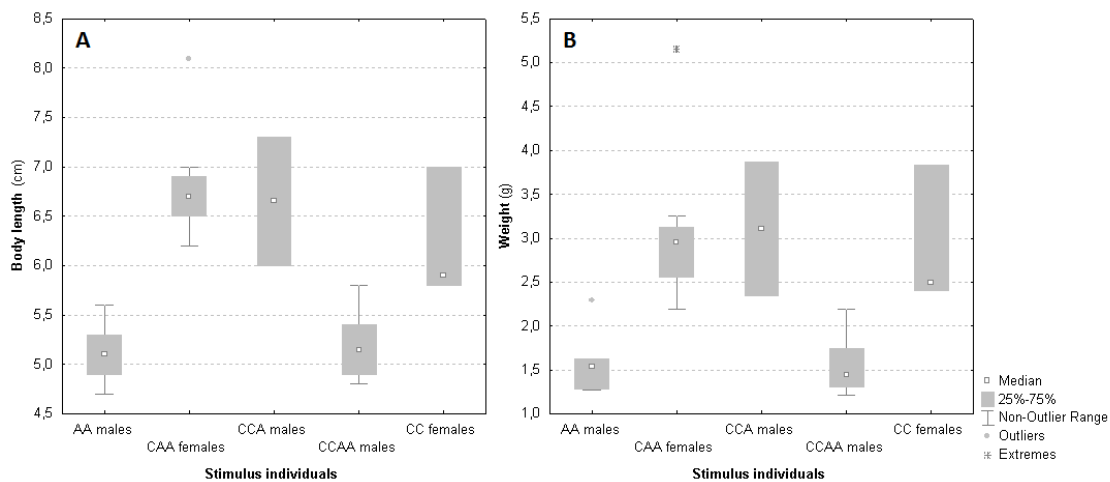 A
Body length (cm)
8,5
8,0
7,5
7,0
6,5
6,0
5,5
5,0
4,5
AA males
CAA females
CCA males
CCAA males
CC females
Stimulus individuals
B
Weight (g)
5,5
5,0
4,5
4,0
3,5
3,0
2,5
2,0
1,5
1,0
AA males
CAA females
CCA males
CCAA males
CC females
Stimulus individuals
Median
25%-75%
Non-Outlier Range
Outliers
Extremes